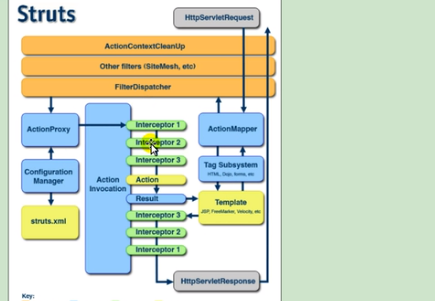 Struts
HttpServletRequest
ActionContextCleanUp
Other filters (SiteMesh, etc)
FilterDispatcher
ActionProxy
Interceptor 1
ActionMapper
Interceptor 2
Interceptor 3
Configuration
Manager
Action
Invocation
Action
Tag Subsystem
HTML, Dojo, forms, etc.
Result
struts.xml
Template
JSP, FreeMarker, Velocity, etc
Interceptor 3
Interceptor 2
Interceptor 1
HttpServletResponse
Key: